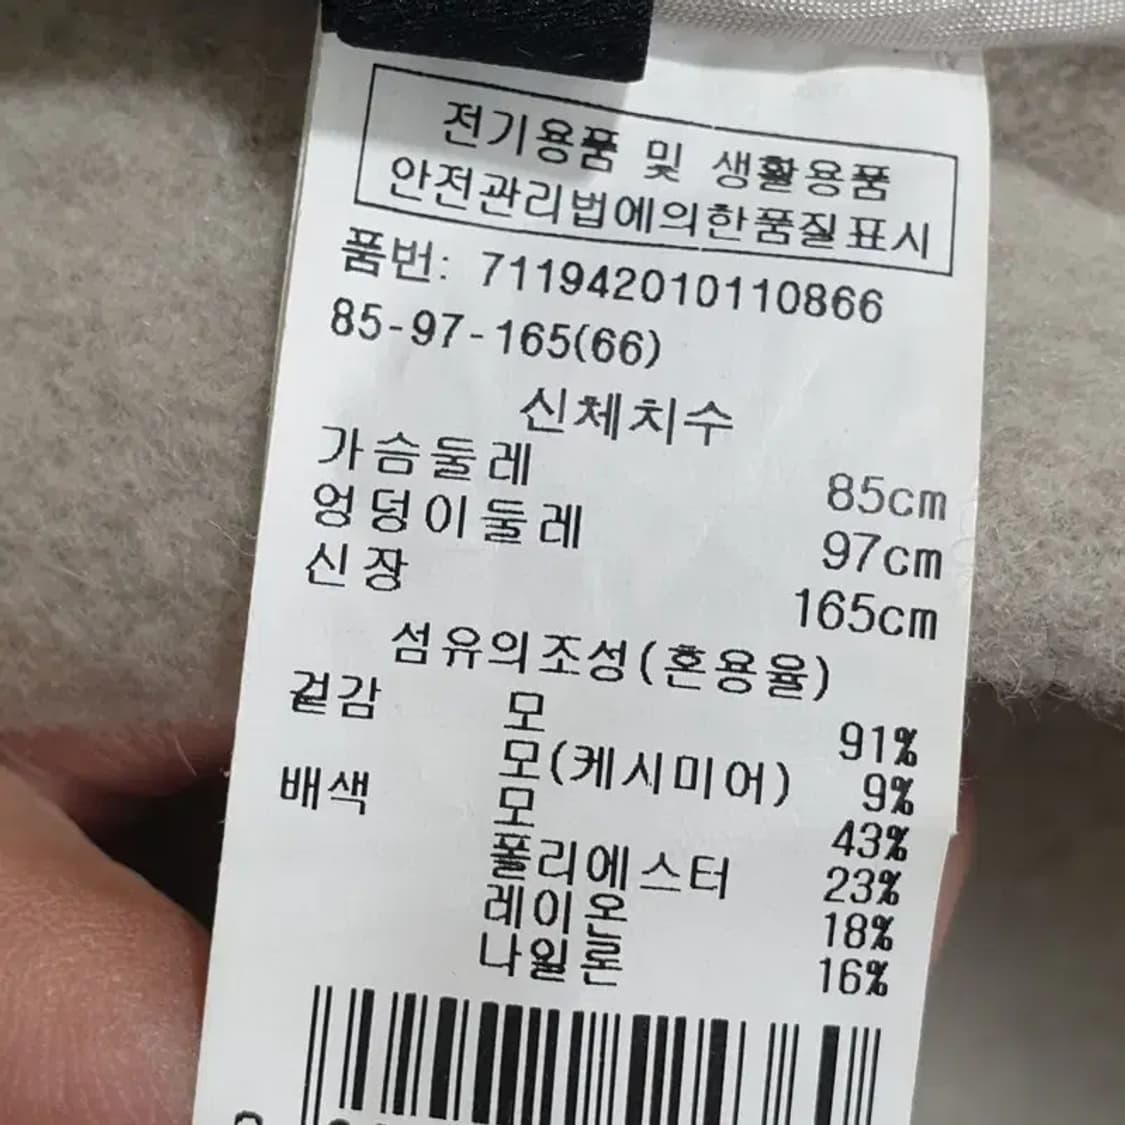 전기용품 및 생활용품
안전관리법에의한품질표시
품번: 711942010110866
85-97-165(66)
신체치수
가슴둘레 85cm
엉덩이둘레 97cm
신장 165cm
섬유의조성(혼용율)
겉감 모 91%
모(케시미어) 9%
배색 모 43%
폴리에스터 23%
레이온 18%
나일론 16%